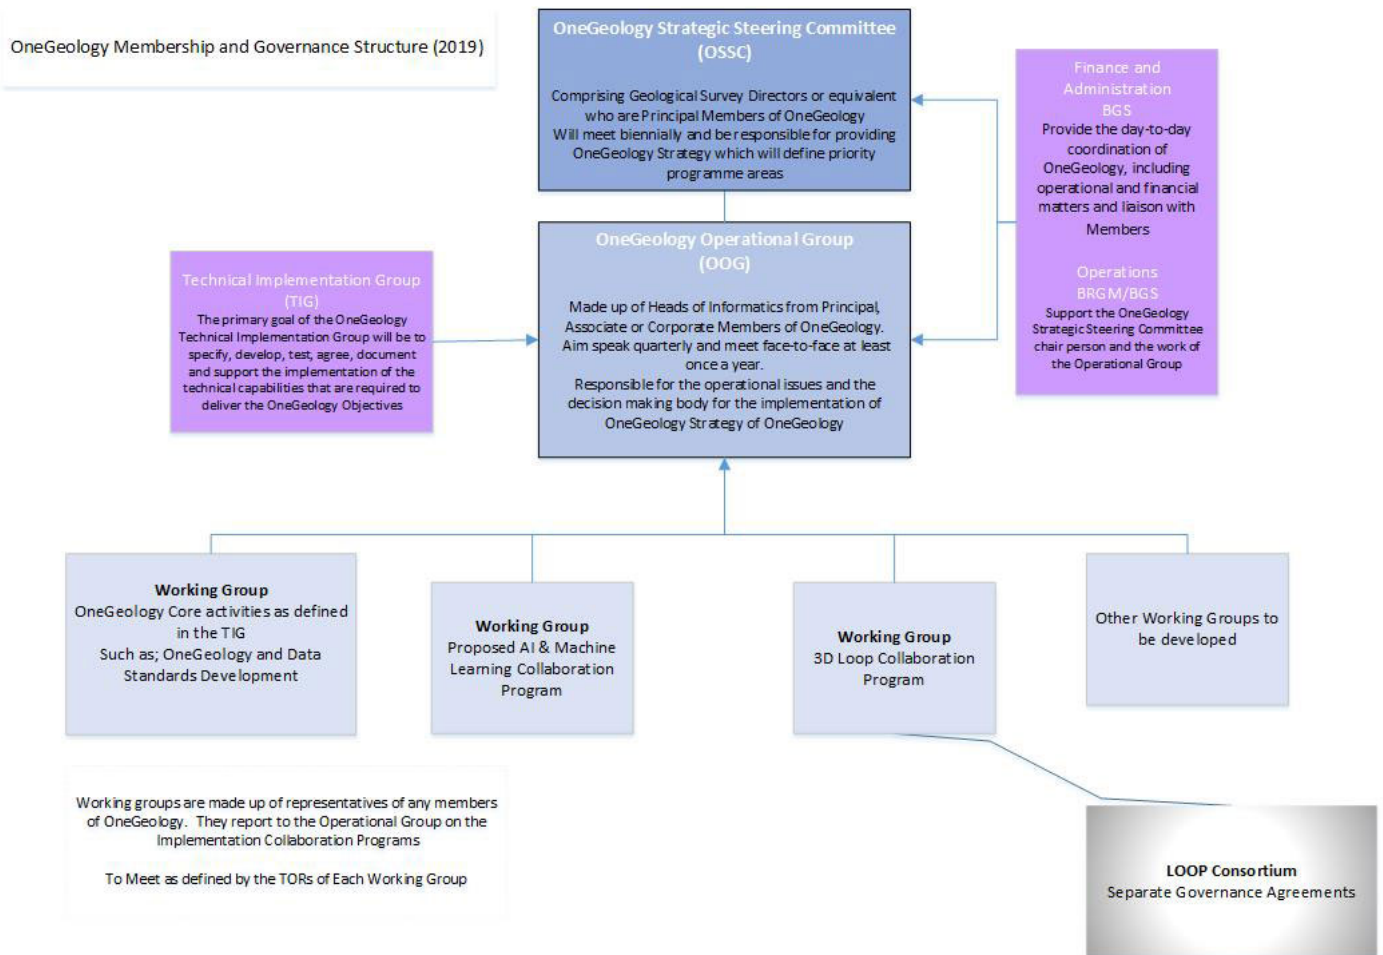 OneGeology Membership and Governance Structure (2019)
OneGeology Strategic Steering Committee
(OSSC)
Comprising Geological Survey Directors or equivalent
who are Principal Members of OneGeology
Will meet biennially and be responsible for providing
OneGeology Strategy which will define priority
programme areas
Finance and
Administration
BGS
Provide the day-to-day
coordination of
OneGeology, including
operational and financial
matters and liaison with
Members
Operations
BRGM/BGS
Support the OneGeology
Strategic Steering Committee
chair person and the work of
the Operational Group
OneGeology Operational Group
(OOG)
Made up of Heads of Informatics from Principal,
Associate or Corporate Members of OneGeology.
Aim speak quarterly and meet face-to-face at least
once a year.
Responsible for the operational issues and the
decision making body for the implementation of
OneGeology Strategy of OneGeology
Technical Implementation Group
(TIG)
The primary goal of the OneGeology
Technical Implementation Group will be to
specify, develop, test, agree, document
and support the implementation of the
technical capabilities that are required to
deliver the OneGeology Objectives
Working Group
OneGeology Core activities as defined
in the TIG
Such as; OneGeology and Data
Standards Development
Working Group
Proposed AI & Machine
Learning Collaboration
Program
Working Group
3D Loop Collaboration
Program
Other Working Groups to
be developed
Working groups are made up of representatives of any members
of OneGeology. They report to the Operational Group on the
Implementation Collaboration Programs
To Meet as defined by the TORs of Each Working Group
LOOP Consortium
Separate Governance Agreements